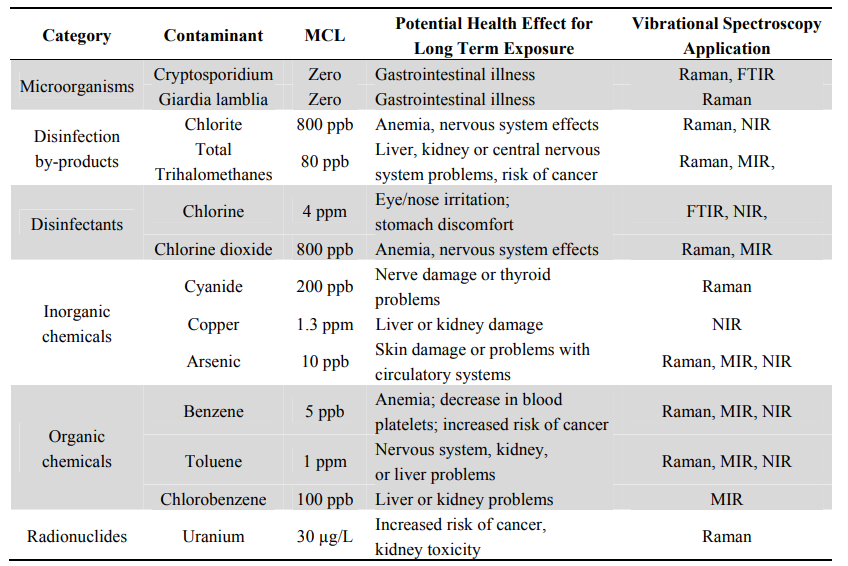 Category Contaminant MCL Potential Health Effect for Long Term Exposure Vibrational Spectroscopy Application
Microorganisms
Cryptosporidium Zero Gastrointestinal illness Raman, FTIR
Giardia lamblia Zero Gastrointestinal illness Raman
Disinfection
by-products
Chlorite 800 ppb Anemia, nervous system effects Raman, NIR
Total
Trihalomethanes
80 ppb
Liver, kidney or central nervous
system problems, risk of cancer
Raman, MIR,
Disinfectants
Chlorine 4 ppm
Eye/nose irritation;
stomach discomfort
FTIR, NIR,
Chlorine dioxide 800 ppb Anemia, nervous system effects Raman, MIR
Inorganic
chemicals
Cyanide 200 ppb
Nerve damage or thyroid
problems
Raman
Copper 1.3 ppm Liver or kidney damage NIR
Arsenic 10 ppb
Skin damage or problems with
circulatory systems
Raman, MIR, NIR
Organic
chemicals
Benzene 5 ppb
Anemia; decrease in blood
platelets; increased risk of cancer
Raman, MIR, NIR
Toluene 1 ppm
Nervous system, kidney,
or liver problems
Raman, MIR, NIR
Chlorobenzene 100 ppb Liver or kidney problems MIR
Radionuclides Uranium 30 µg/L
Increased risk of cancer,
kidney toxicity
Raman